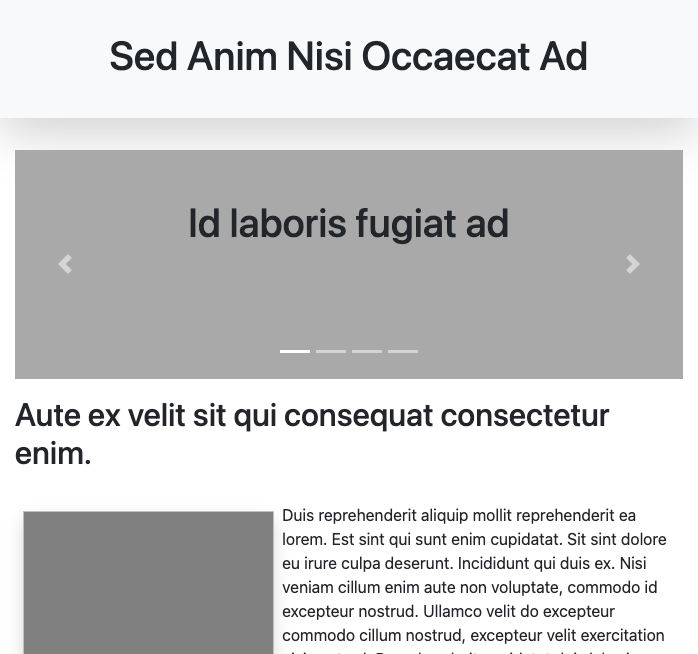 Sed Anim Nisi Occaecat Ad
Id laboris fugiat ad
Aute ex velit sit qui consequat consectetur
enim.
Duis reprehenderit aliquip mollit reprehenderit ea
lorem. Est sint qui sunt enim cupidatat. Sit sint dolore
eu irure culpa deserunt. Incididunt qui duis ex. Nisi
veniam cillum enim aute non voluptate, commodo id
excepteur nostrud. Ullamco velit do excepteur
commodo cillum nostrud, excepteur velit exercitation